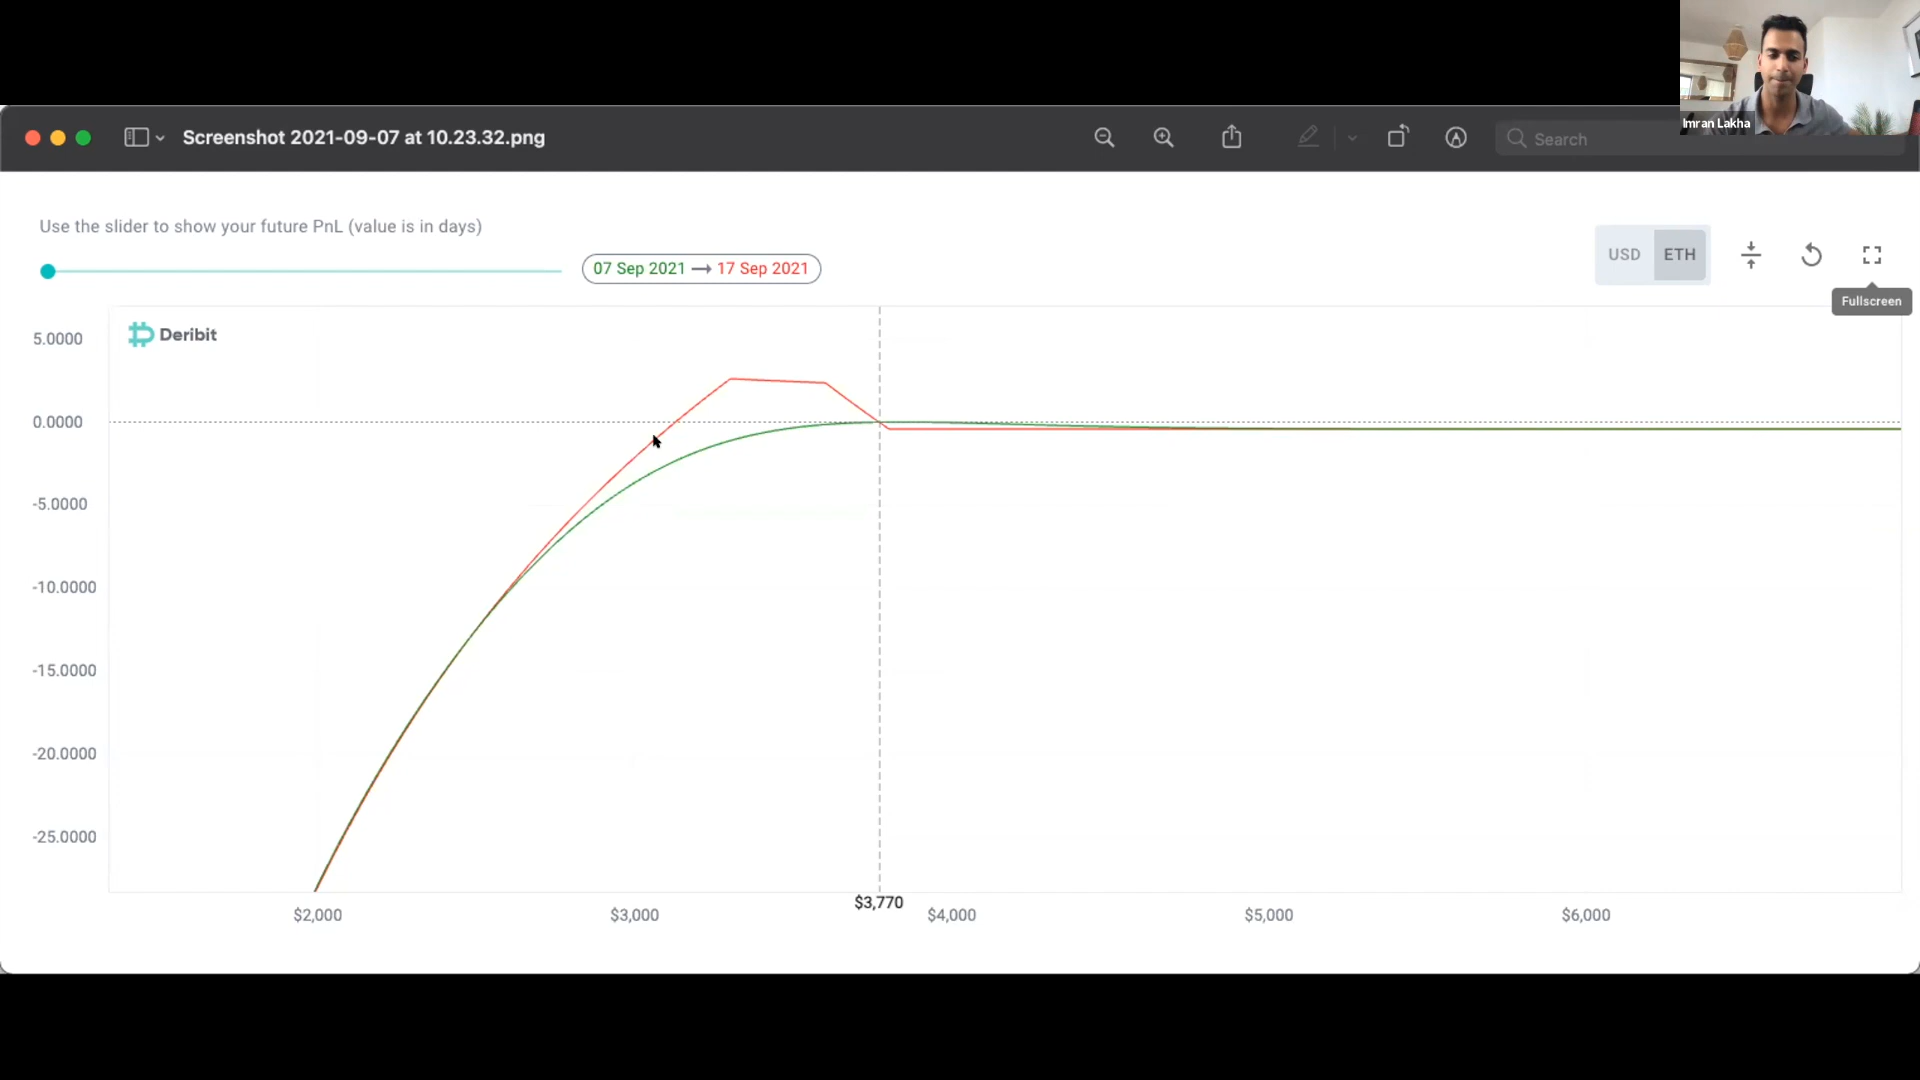 Imran Lakha
Screenshot 2021-09-07 at 10.23.32.png
Search
Use the slider to show your future PnL (value is in days)
07 Sep 2021 → 17 Sep 2021
USD ETH
Fullscreen
Deribit
5.0000
0.0000
-5.0000
-10.0000
-15.0000
-20.0000
-25.0000
$3,770
$2,000 $3,000 $4,000 $5,000 $6,000